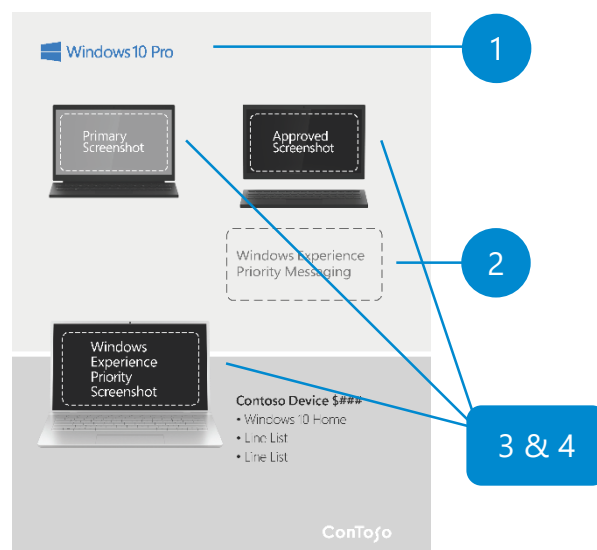 Windows 10 Pro
1
Primary
Screenshot
Approved
Screenshot
Windows Experience
Priority Messaging
2
Windows
Experience
Priority
Screenshot
Contoso Device $###
• Windows 10 Home
• Line List
• Line List
3 & 4
ConToso